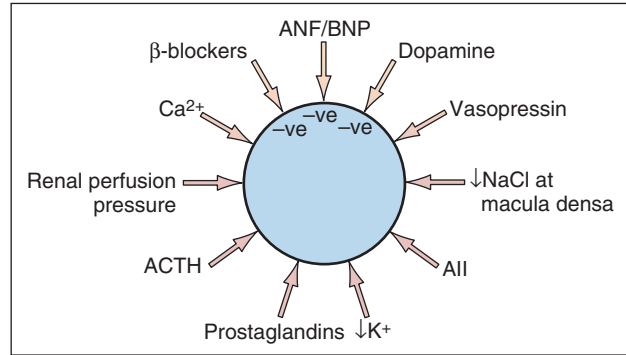 ANF/BNP
β-blockers
Dopamine
Ca²⁺
–ve
–ve
–ve
Vasopressin
Renal perfusion
pressure
↓NaCl at
macula densa
ACTH
AII
Prostaglandins
↓K⁺